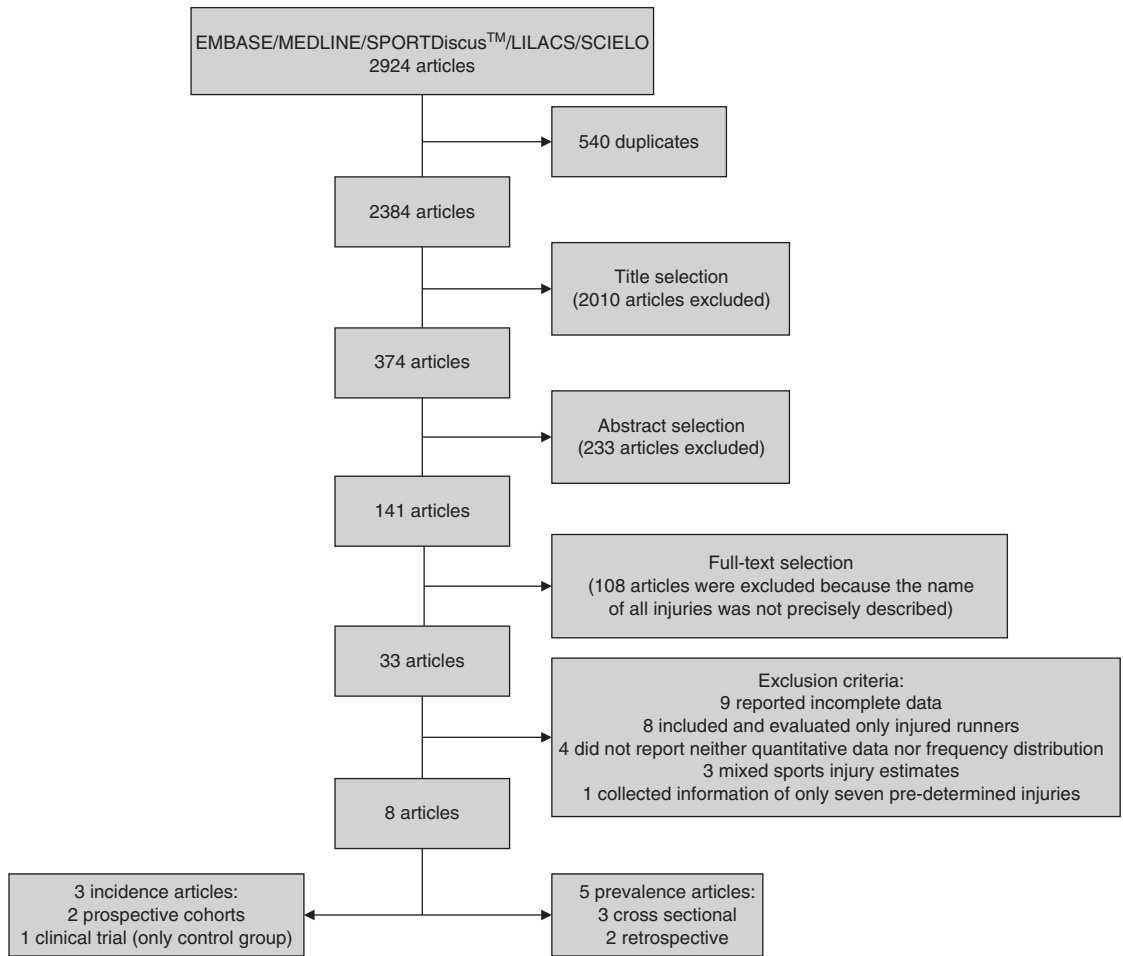 EMBASE/MEDLINE/SPORTDiscus™/LILACS/SCIELO
2924 articles
540 duplicates
2384 articles
Title selection
(2010 articles excluded)
374 articles
Abstract selection
(233 articles excluded)
141 articles
Full-text selection
(108 articles were excluded because the name
of all injuries was not precisely described)
33 articles
Exclusion criteria:
9 reported incomplete data
8 included and evaluated only injured runners
4 did not report neither quantitative data nor frequency distribution
3 mixed sports injury estimates
1 collected information of only seven pre-determined injuries
8 articles
3 incidence articles:
2 prospective cohorts
1 clinical trial (only control group)
5 prevalence articles:
3 cross sectional
2 retrospective